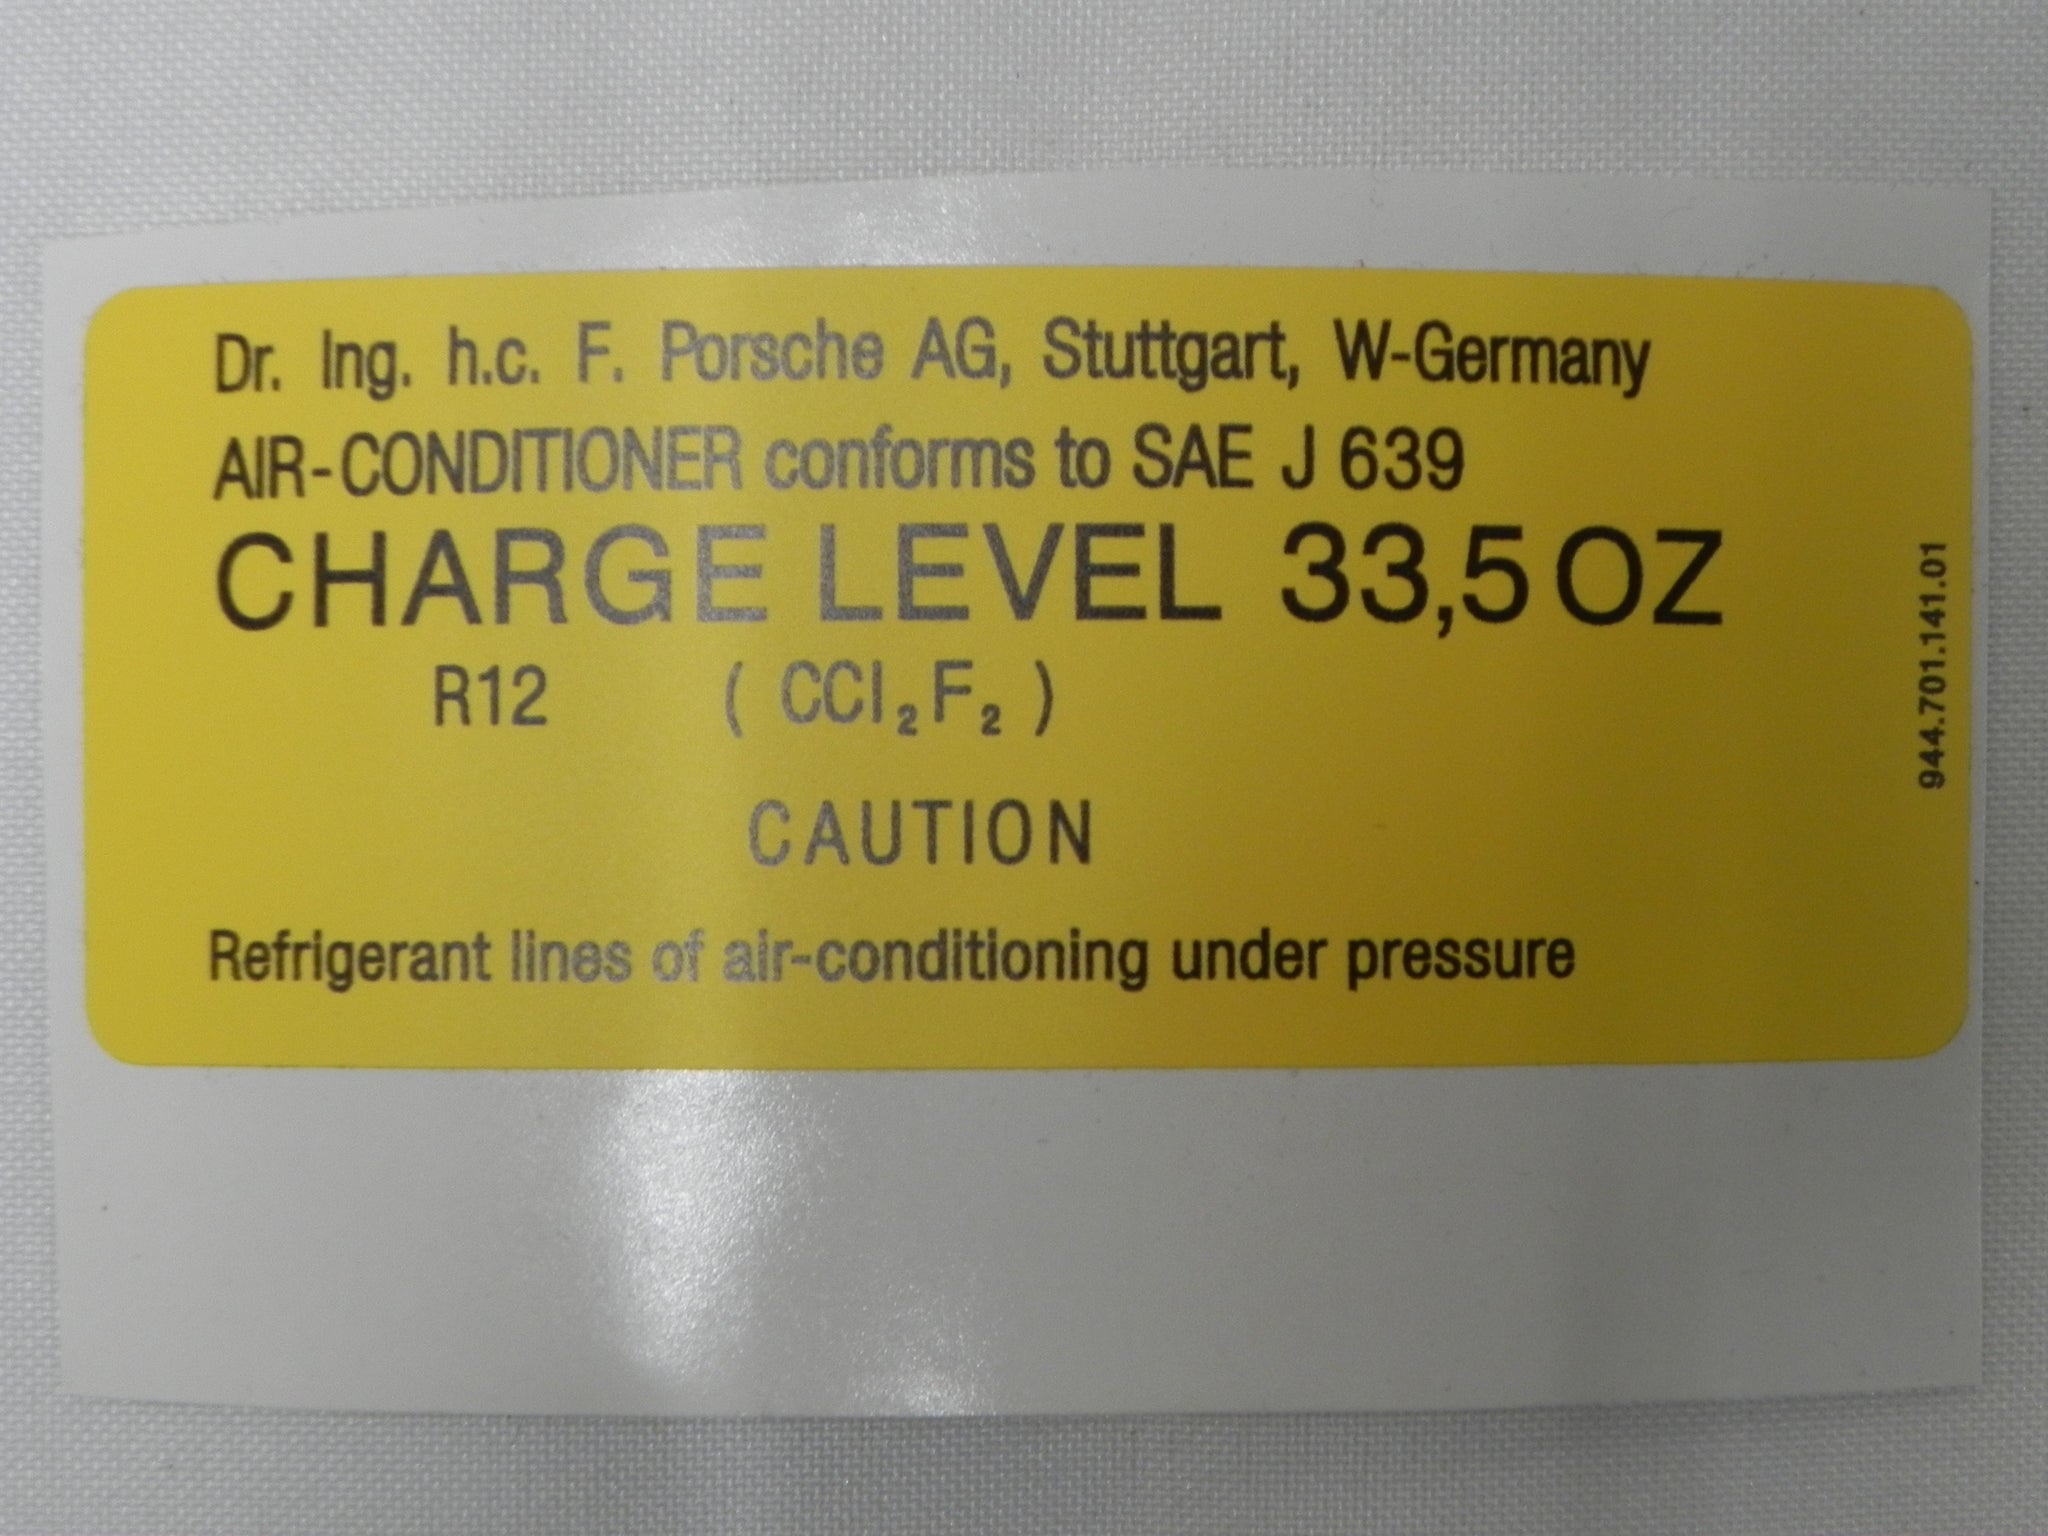 Dr. Ing. h.c. F. Porsche AG, Stuttgart, W-Germany
AIR-CONDITIONER conforms to SAE J 639
CHARGE LEVEL 33,5 OZ
R12 ( CCl₂F₂ )
CAUTION
Refrigerant lines of air-conditioning under pressure
944.701.141.01